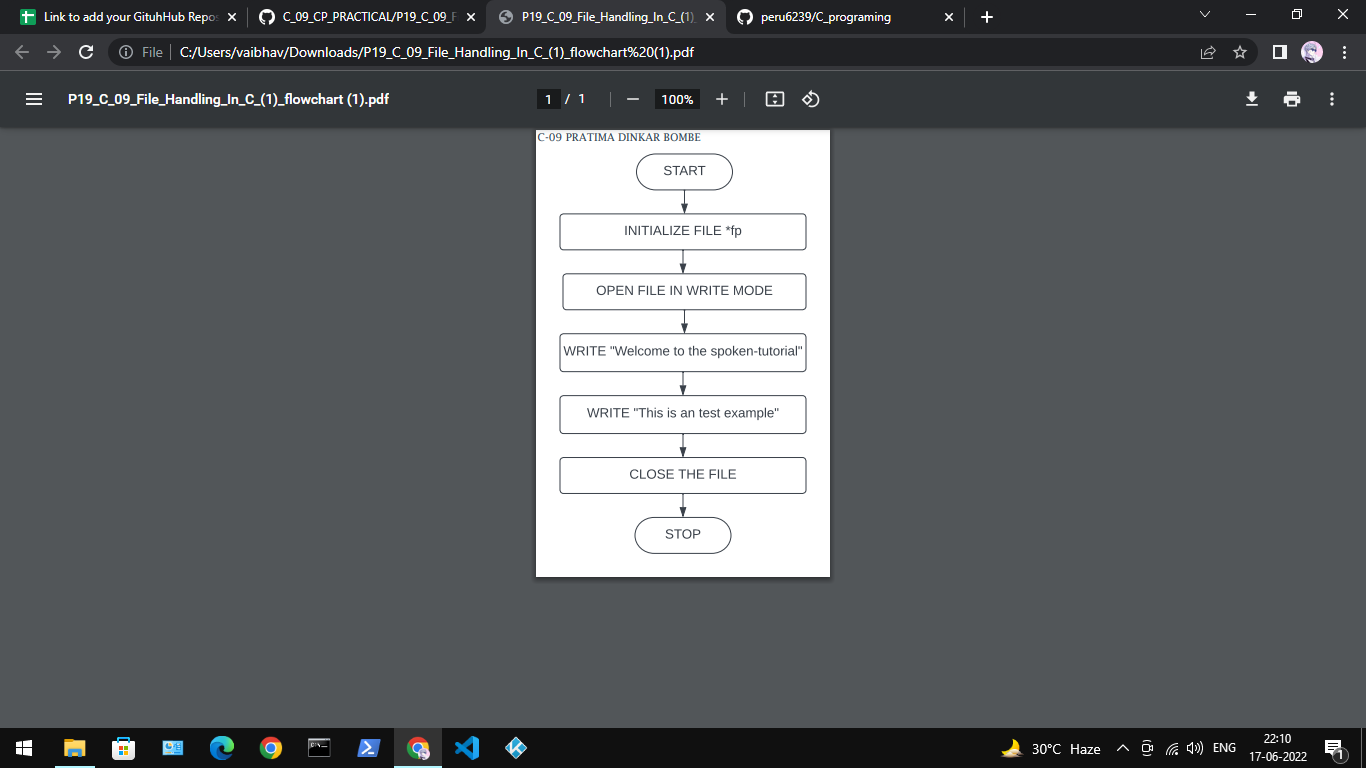 Link to add your GituhHub Repos
C_09_CP_PRACTICAL/P19_C_09_F
P19_C_09_File_Handling_In_C_(1)_
peru6239/C_programing
File
C:/Users/vaibhav/Downloads/P19_C_09_File_Handling_In_C_(1)_flowchart%20(1).pdf
P19_C_09_File_Handling_In_C_(1)_flowchart (1).pdf
1 / 1
100%
C-09 PRATIMA DINKAR BOMBE
START
INITIALIZE FILE *fp
OPEN FILE IN WRITE MODE
WRITE "Welcome to the spoken-tutorial"
WRITE "This is an test example"
CLOSE THE FILE
STOP
30°C Haze
ENG
22:10
17-06-2022
1